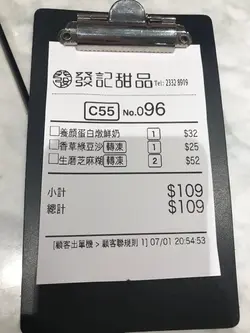 發記甜品 Tel: 2332 9919
C55 No.096
養顏蛋白燉鮮奶 1 $32
香草綠豆沙 轉凍 1 $25
生磨芝麻糊 轉凍 2 $52
小計 $109
總計 $109
[顧客出單機 > 顧客聯規則 1] 07/01 20:54:53